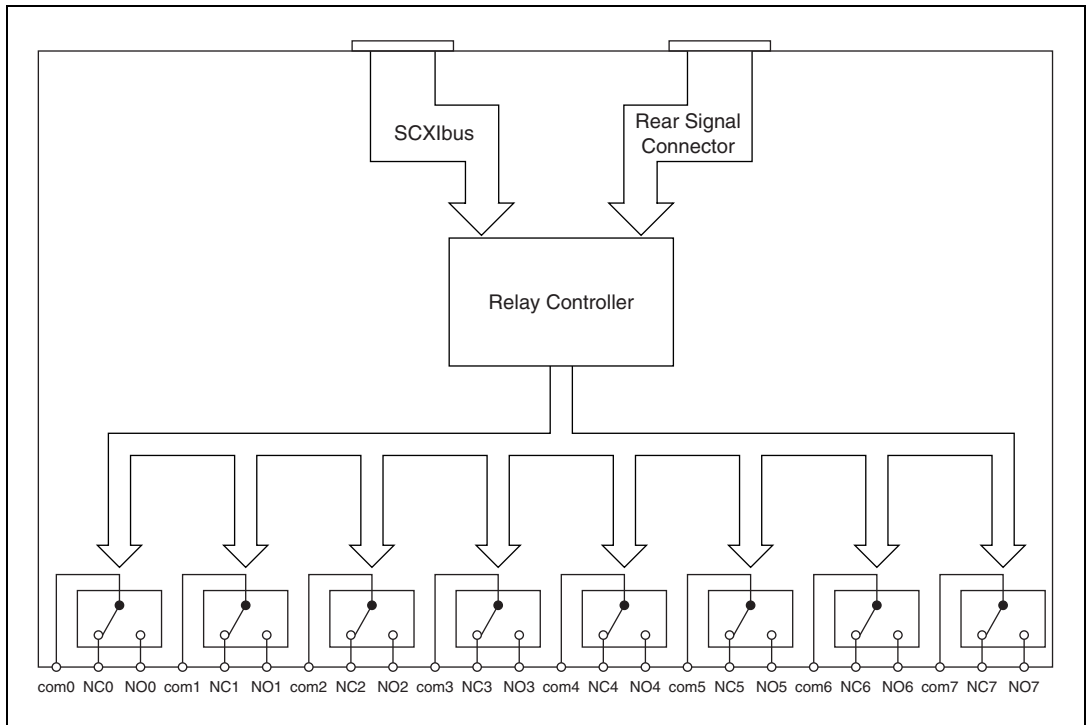 SCXIbus
Rear Signal
Connector
Relay Controller
com0 NC0 NO0 com1 NC1 NO1 com2 NC2 NO2 com3 NC3 NO3 com4 NC4 NO4 com5 NC5 NO5 com6 NC6 NO6 com7 NC7 NO7